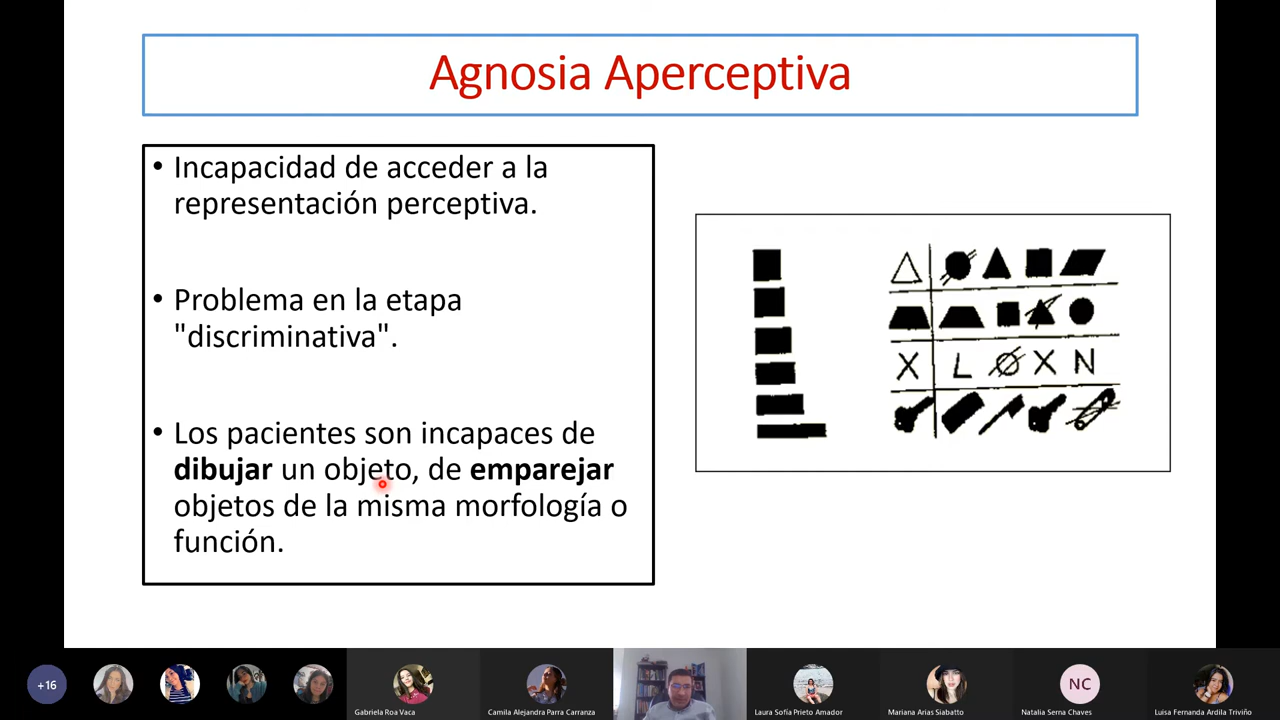 Agnosia Aperceptiva
• Incapacidad de acceder a la
representación perceptiva.
• Problema en la etapa
"discriminativa".
• Los pacientes son incapaces de
dibujar un objeto, de emparejar
objetos de la misma morfología o
función.
X L O X N
+16
Gabriela Roa Vaca
Camila Alejandra Parra Carranza
Laura Sofía Prieto Amador
Mariana Arias Siabatto
NC
Natalia Serna Chaves
Luisa Fernanda Ardila Triviño